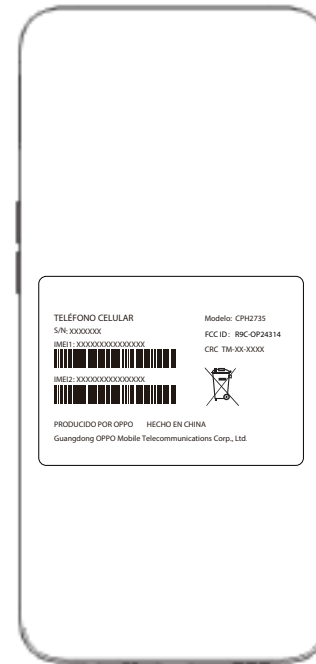 TELÉFONO CELULAR
S/N: XXXXXXX
IMEI1: XXXXXXXXXXXXXXX
IMEI2: XXXXXXXXXXXXXXX
Modelo: CPH2735
FCC ID: R9C-OP24314
CRC TM-XX-XXXX
PRODUCIDO POR OPPO HECHO EN CHINA
Guangdong OPPO Mobile Telecommunications Corp., Ltd.